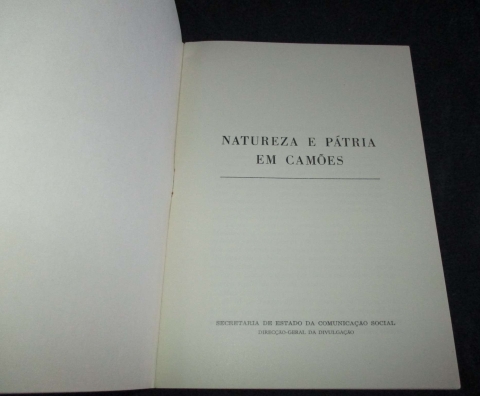 NATUREZA E PÁTRIA
EM CAMÕES
SECRETARIA DE ESTADO DA COMUNICAÇÃO SOCIAL
DIRECÇÃO-GERAL DA DIVULGAÇÃO